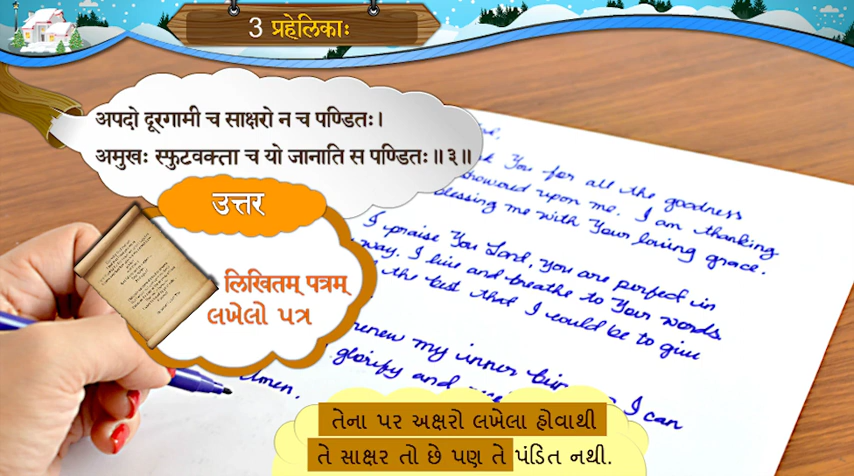 3 प्रहेलिकाः
अपदो दूरगामी च साक्षरो न च पण्डितः।
अमुखः स्फुटवक्ता च यो जानाति स पण्डितः॥३॥
उत्तर
लिखितम् पत्रम्
લખેલો પત્ર
You for all the goodness
upon me. I am thanking
blessing me with Your loving grace.
I praise You Lord, You are perfect in
way. I live and breathe to Your words
the best that I could be to give
renew my inner
I can
glorify and
Amen.
તેના પર અક્ષરો લખેલા હોવાથી
તે સાક્ષર તો છે પણ તે પંડિત નથી.